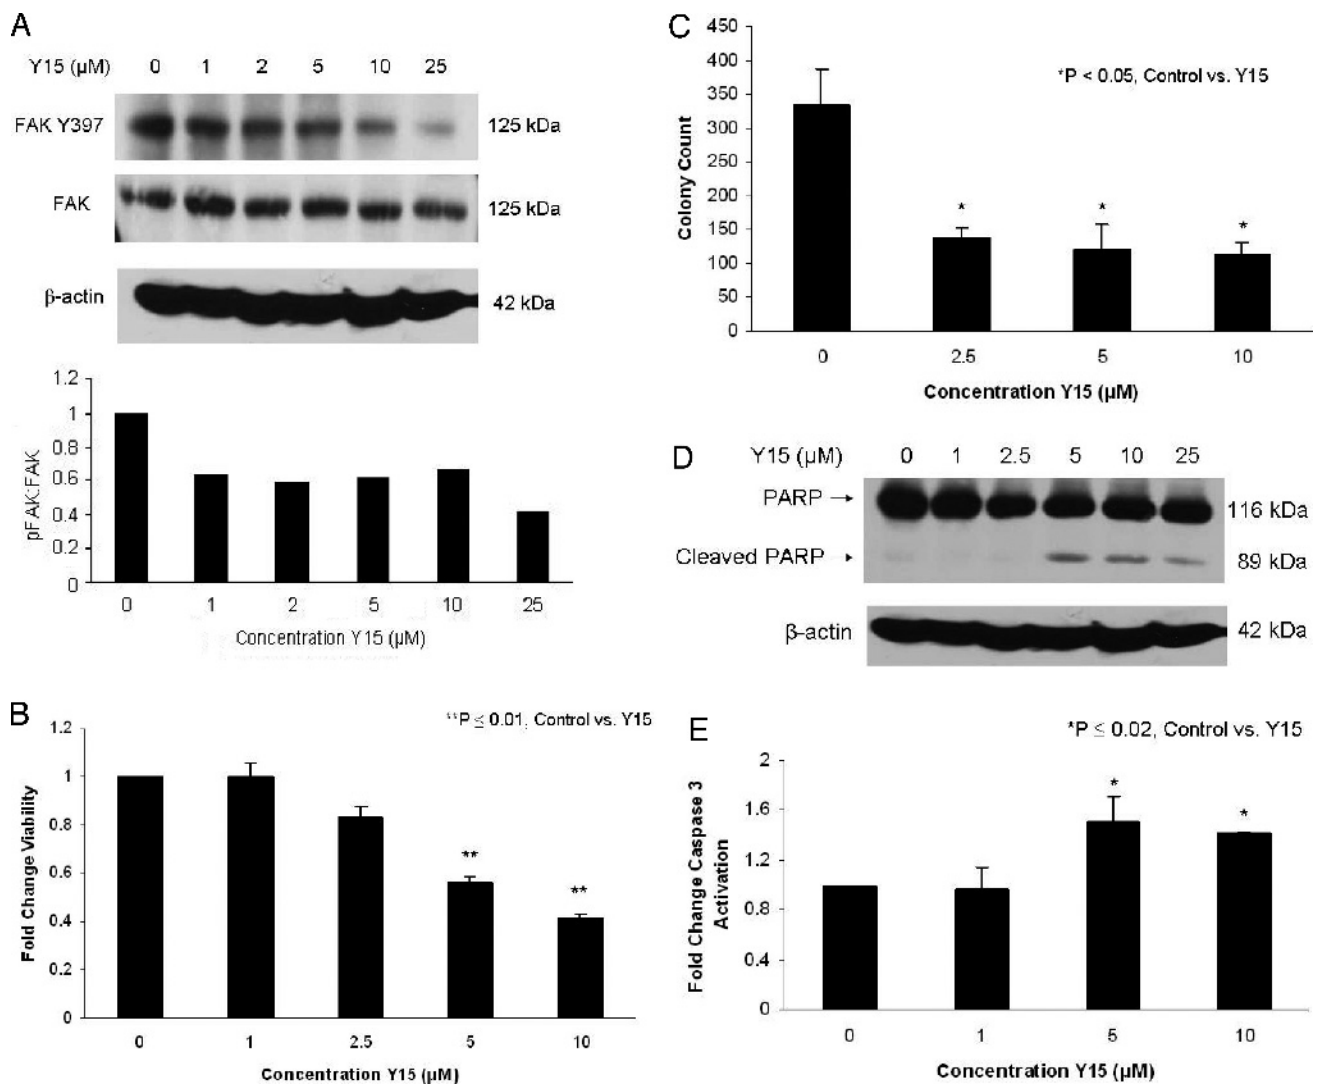 A
Y15 (µM) 0 1 2 5 10 25
FAK Y397 125 kDa
FAK 125 kDa
β-actin 42 kDa
1.2
1
0.8
0.6
0.4
0.2
0
pFAK:FAK
0 1 2 5 10 25
Concentration Y15 (µM)
B
**P ≤ 0.01, Control vs. Y15
1.2
1
0.8
0.6
0.4
0.2
0
Fold Change Viability
**
**
0 1 2.5 5 10
Concentration Y15 (µM)
C
*P < 0.05, Control vs. Y15
450
400
350
300
250
200
150
100
50
0
Colony Count
* * *
0 2.5 5 10
Concentration Y15 (µM)
D
Y15 (µM) 0 1 2.5 5 10 25
PARP → 116 kDa
Cleaved PARP → 89 kDa
β-actin 42 kDa
E
*P ≤ 0.02, Control vs. Y15
2
1.6
1.2
0.8
0.4
0
Fold Change Caspase 3
Activation
* *
0 1 5 10
Concentration Y15 (µM)